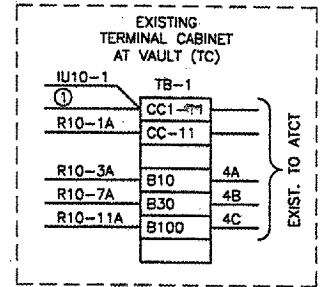 EXISTING
TERMINAL CABINET
AT VAULT (TC)
IU10-1
TB-1
1
CC1-
R10-1A
CC-11
R10-3A
B10
4A
R10-7A
B30
4B
R10-11A
B100
4C
EXIST. TO ATCT